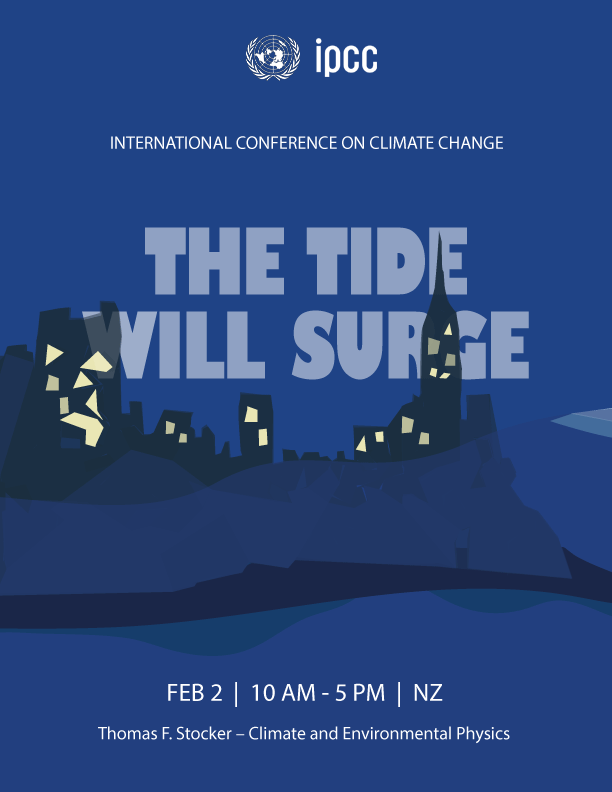 ipcc
INTERNATIONAL CONFERENCE ON CLIMATE CHANGE
THE TIDE
WILL SURGE
FEB 2 | 10 AM - 5 PM | NZ
Thomas F. Stocker – Climate and Environmental Physics